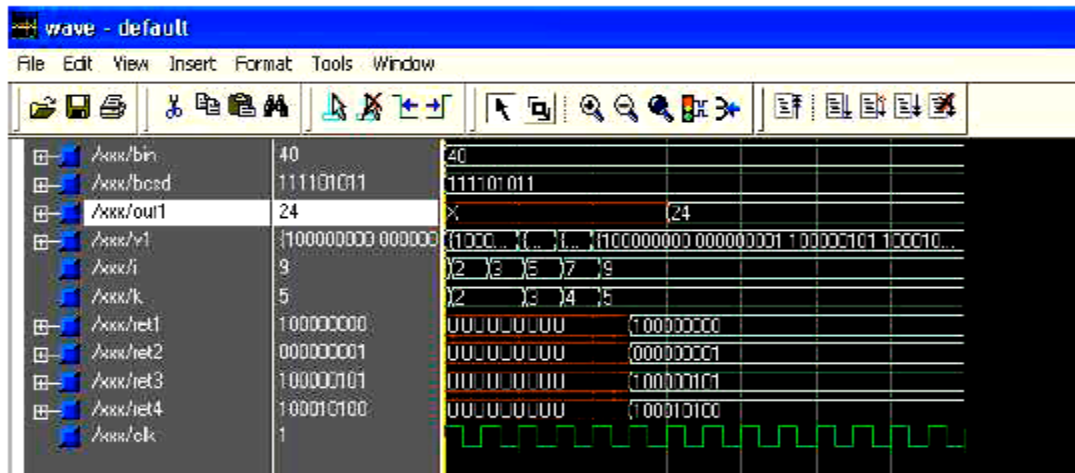 wave - default
File Edit View Insert Format Tools Window
/xxx/bin 40 40
/xxx/bcsd 111101011 111101011
/xxx/out1 24 X 24
/xxx/v1 {100000000 000000 {1000... {... {... {100000000 000000001 100000101 100010...
/xxx/i 9 2 3 5 7 9
/xxx/k 5 2 3 4 5
/xxx/ret1 100000000 UUUUUUUUU 100000000
/xxx/ret2 000000001 UUUUUUUUU 000000001
/xxx/ret3 100000101 UUUUUUUUU 100000101
/xxx/ret4 100010100 UUUUUUUUU 100010100
/xxx/clk 1